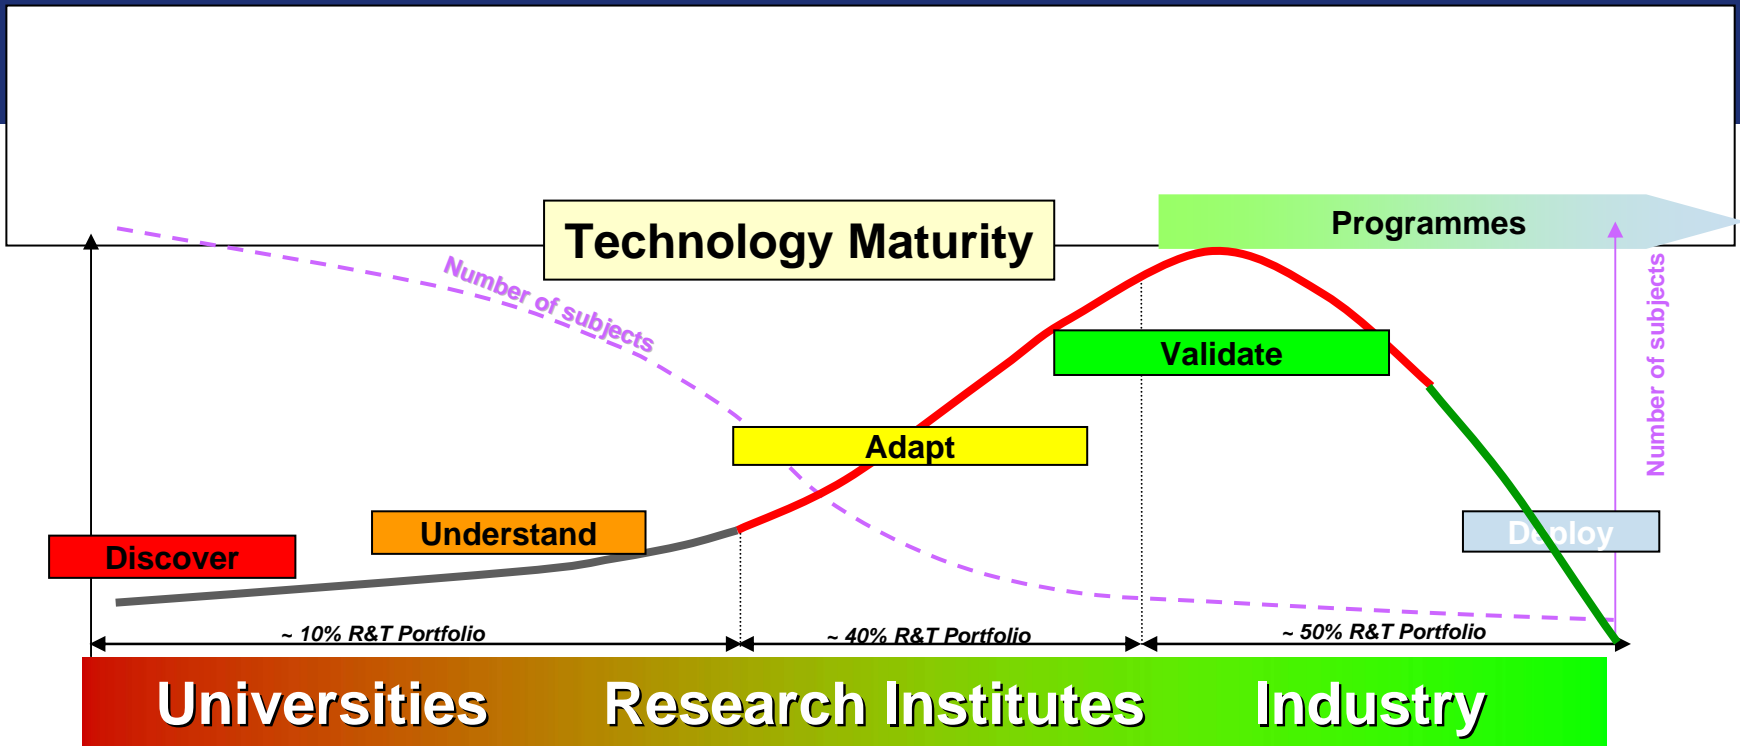 Technology Maturity
Programmes
Number of subjects
Number of subjects
Validate
Adapt
Understand
Deploy
Discover
~ 10% R&T Portfolio
~ 40% R&T Portfolio
~ 50% R&T Portfolio
Universities
Research Institutes
Industry